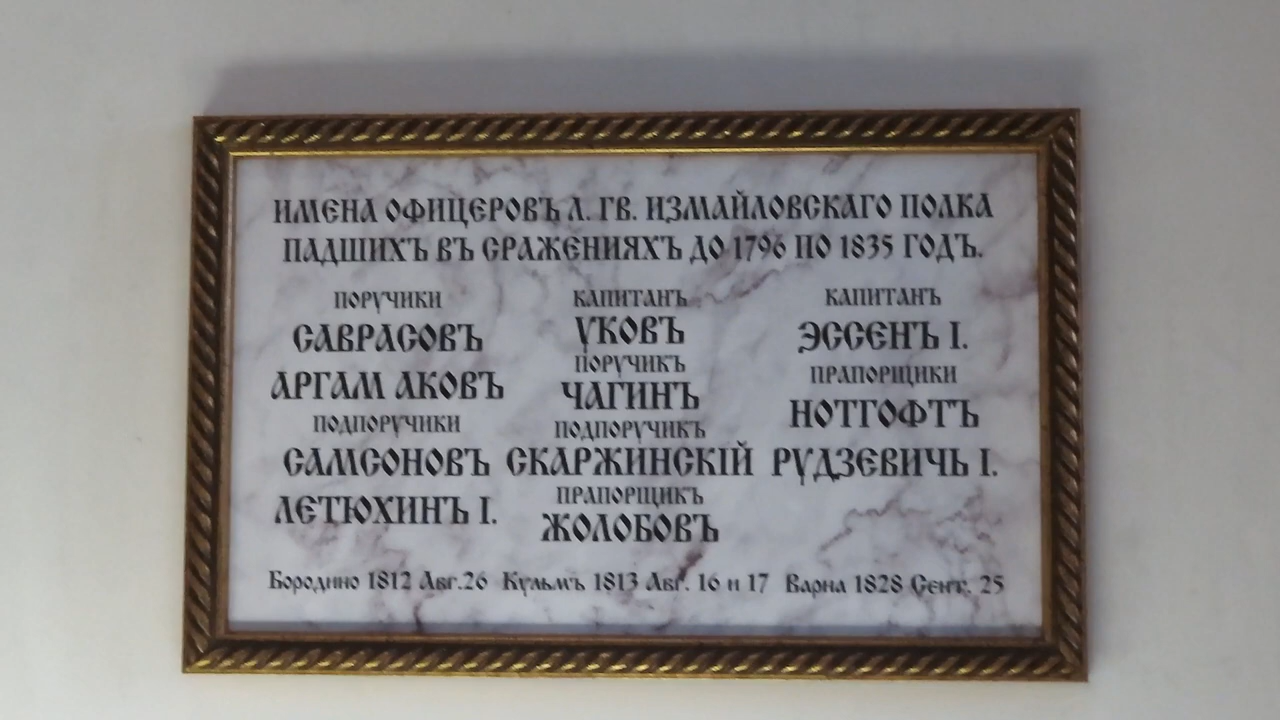 ИМЕНА ОФИЦЕРОВЪ Л. ГВ. ИЗМАЙЛОВСКАГО ПОЛКА
ПАДШИХЪ ВЪ СРАЖЕНИЯХЪ ДО 1796 ПО 1835 ГОДЪ.
ПОРУЧИКИ
САВРАСОВЪ
АРГАМ АКОВЪ
ПОДПОРУЧИКИ
САМСОНОВЪ
ЛЕТЮХИНЪ I.
Бородино 1812 Авг.26
КАПИТАНЪ
УКОВЪ
ПОРУЧИКЪ
ЧАГИНЪ
ПОДПОРУЧИКЪ
СКАРЖИНСКІЙ
ПРАПОРЩИКЪ
ЖОЛОБОВЪ
Кульмъ 1813 Авг. 16 и 17
КАПИТАНЪ
ЭССЕНЪ I.
ПРАПОРЩИКИ
НОТГОФТЪ
РУДЗЕВИЧЬ I.
Варна 1828 Сент. 25